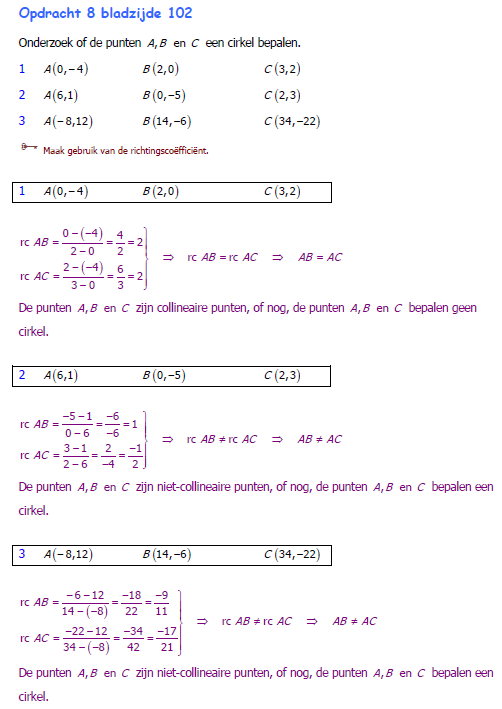 Opdracht 8 bladzijde 102
Onderzoek of de punten A, B en C een cirkel bepalen.
1 A(0,−4) B(2,0) C(3,2)
2 A(6,1) B(0,−5) C(2,3)
3 A(−8,12) B(14,−6) C(34,−22)
Maak gebruik van de richtingscoëfficiënt.
1 A(0,−4) B(2,0) C(3,2)
rc AB = (0−(−4))/(2−0) = 4/2 = 2
rc AC = (2−(−4))/(3−0) = 6/3 = 2
⇒ rc AB = rc AC ⇒ AB = AC
De punten A, B en C zijn collineaire punten, of nog, de punten A, B en C bepalen geen
cirkel.
2 A(6,1) B(0,−5) C(2,3)
rc AB = (−5−1)/(0−6) = −6/−6 = 1
rc AC = (3−1)/(2−6) = 2/−4 = −1/2
⇒ rc AB ≠ rc AC ⇒ AB ≠ AC
De punten A, B en C zijn niet-collineaire punten, of nog, de punten A, B en C bepalen een
cirkel.
3 A(−8,12) B(14,−6) C(34,−22)
rc AB = (−6−12)/(14−(−8)) = −18/22 = −9/11
rc AC = (−22−12)/(34−(−8)) = −34/42 = −17/21
⇒ rc AB ≠ rc AC ⇒ AB ≠ AC
De punten A, B en C zijn niet-collineaire punten, of nog, de punten A, B en C bepalen een
cirkel.